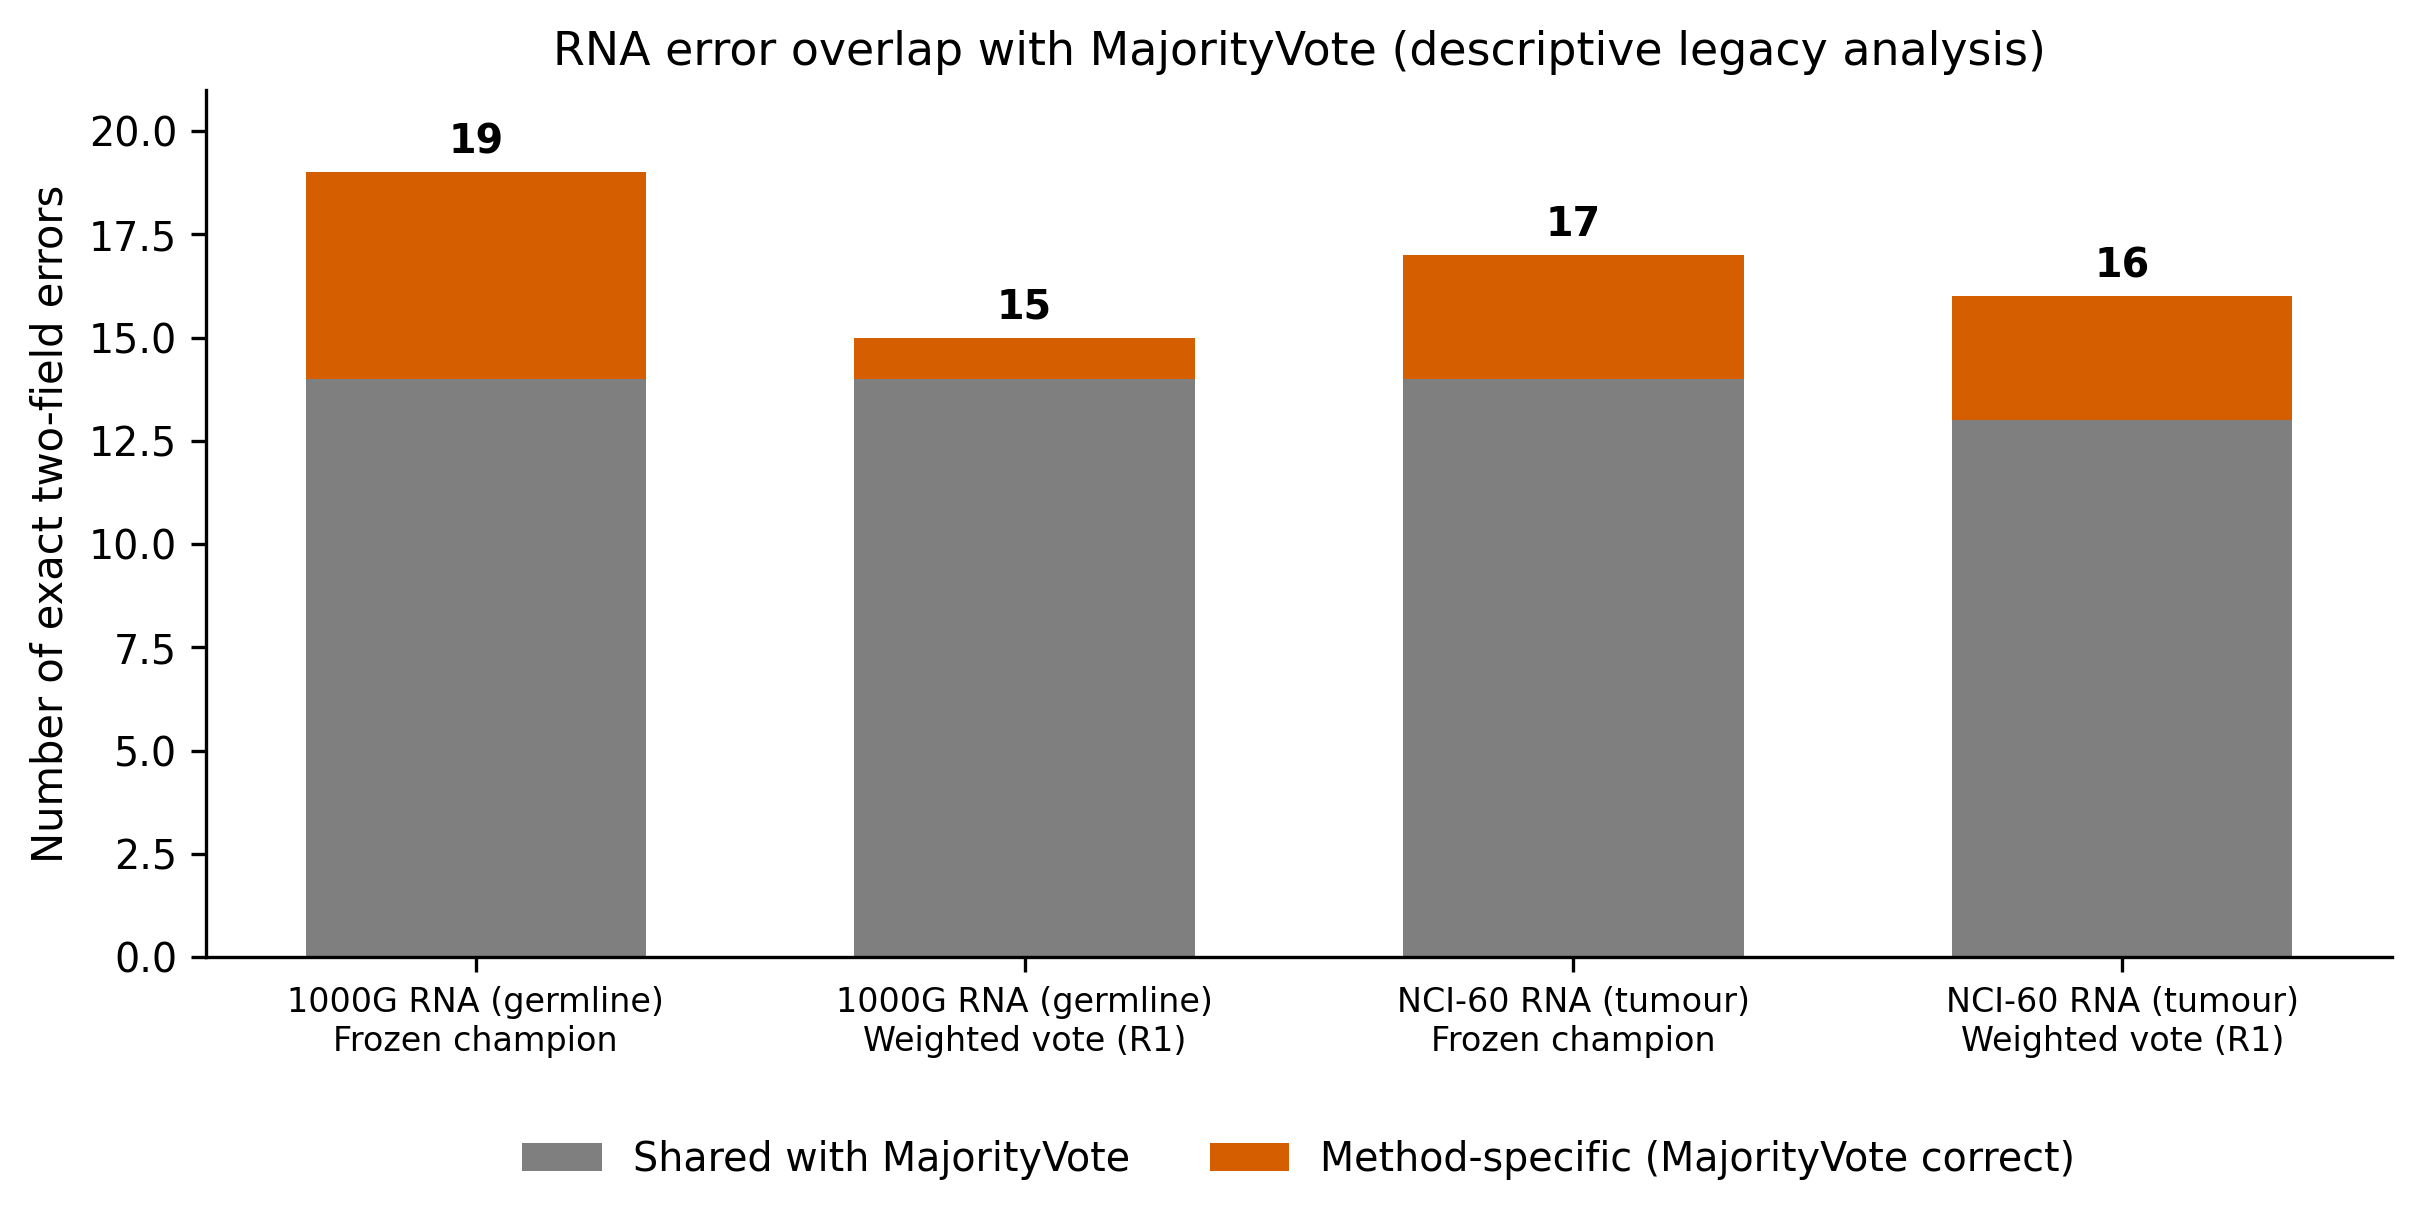 RNA error overlap with MajorityVote (descriptive legacy analysis)
Number of exact two-field errors
20.0
17.5
15.0
12.5
10.0
7.5
5.0
2.5
0.0
19
15
17
16
1000G RNA (germline)
Frozen champion
1000G RNA (germline)
Weighted vote (R1)
NCI-60 RNA (tumour)
Frozen champion
NCI-60 RNA (tumour)
Weighted vote (R1)
Shared with MajorityVote
Method-specific (MajorityVote correct)